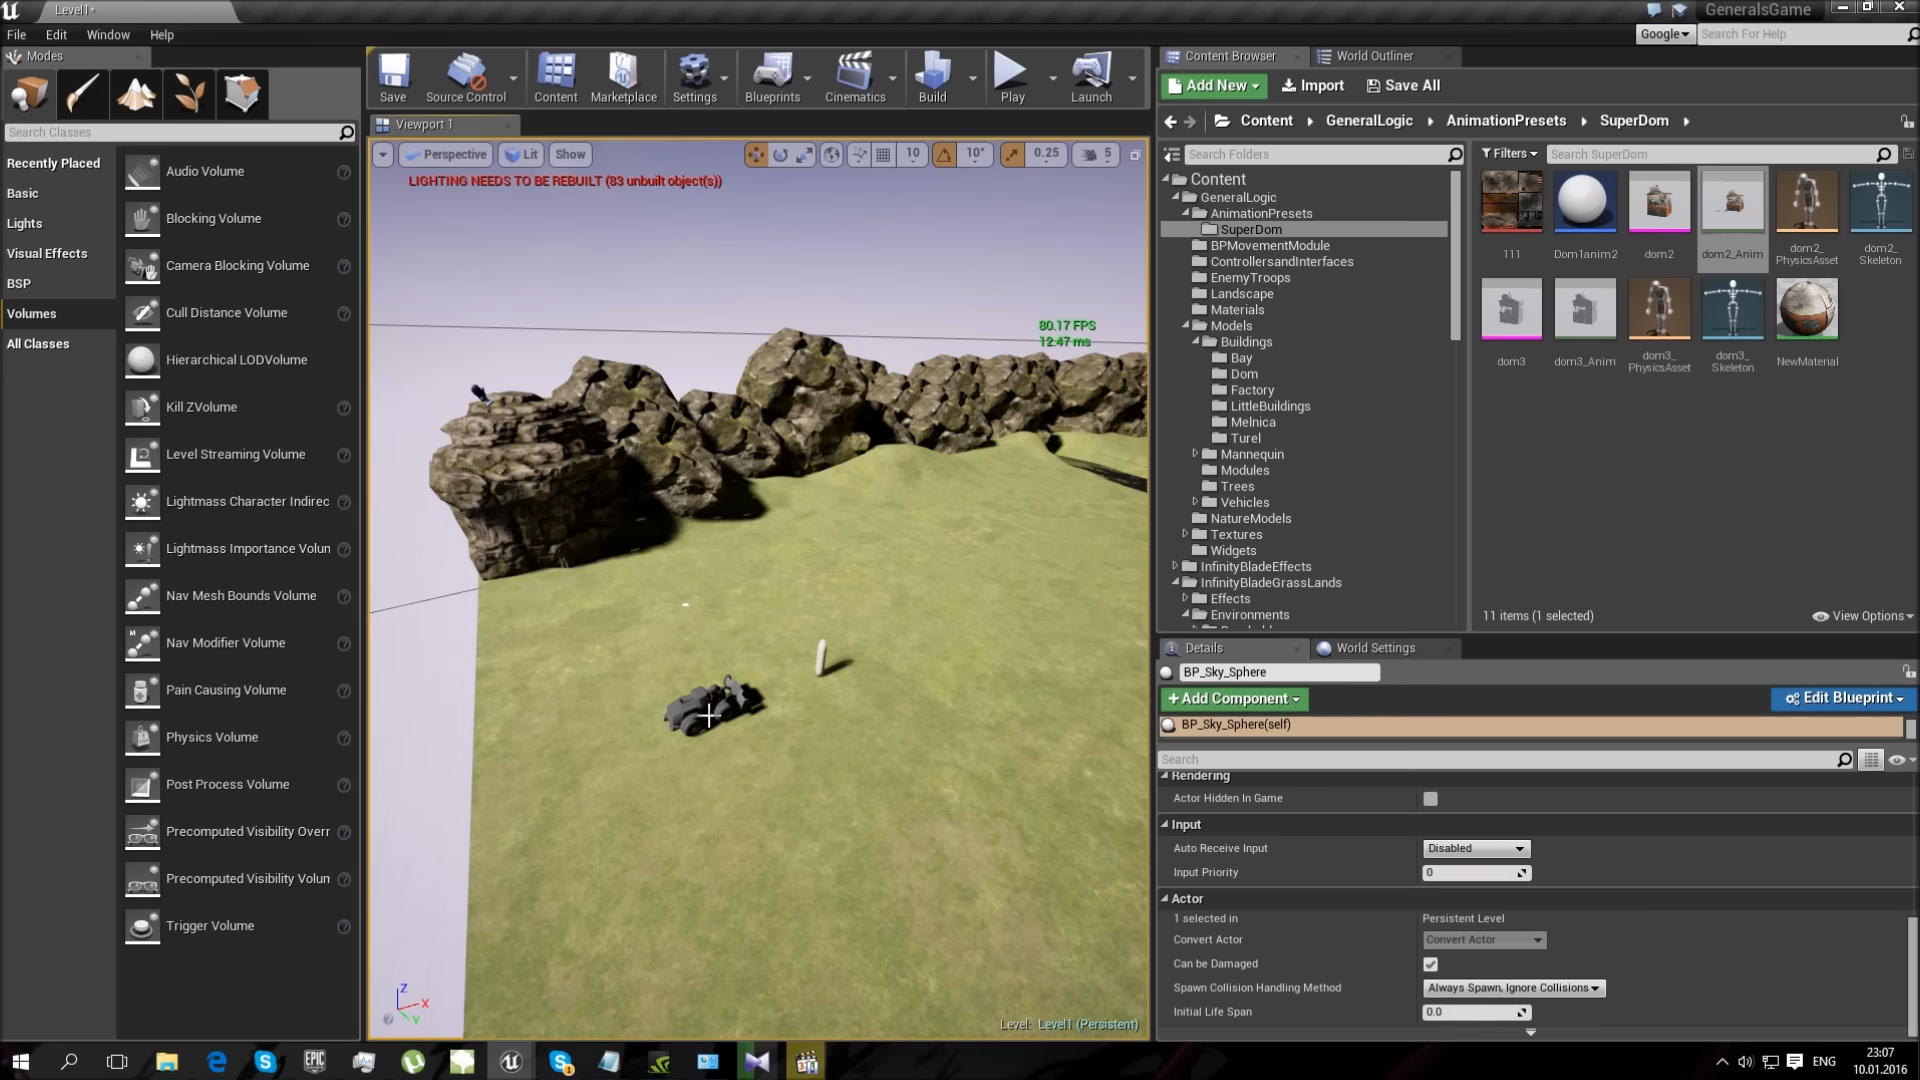 Level1*
GeneralsGame
File Edit Window Help
Google
Search For Help
Modes
Search Classes
Recently Placed
Basic
Lights
Visual Effects
BSP
Volumes
All Classes
Audio Volume
Blocking Volume
Camera Blocking Volume
Cull Distance Volume
Hierarchical LODVolume
Kill ZVolume
Level Streaming Volume
Lightmass Character Indirec
Lightmass Importance Volun
Nav Mesh Bounds Volume
Nav Modifier Volume
Pain Causing Volume
Physics Volume
Post Process Volume
Precomputed Visibility Overr
Precomputed Visibility Volun
Trigger Volume
Save Source Control Content Marketplace Settings Blueprints Cinematics Build Play Launch
Viewport 1
Perspective Lit Show 10 10° 0.25 5
LIGHTING NEEDS TO BE REBUILT (83 unbuilt object(s))
80.17 FPS
12.47 ms
Z
X
Y
Level: Level1 (Persistent)
Content Browser
World Outliner
Add New Import Save All
Content GeneralLogic AnimationPresets SuperDom
Search Folders
Content
GeneralLogic
AnimationPresets
SuperDom
BPMovementModule
ControllersandInterfaces
EnemyTroops
Landscape
Materials
Models
Buildings
Bay
Dom
Factory
LittleBuildings
Melnica
Turel
Mannequin
Modules
Trees
Vehicles
NatureModels
Textures
Widgets
InfinityBladeEffects
InfinityBladeGrassLands
Effects
Environments
Filters
Search SuperDom
111
Dom1anim2
dom2
dom2_Anim
dom2_
PhysicsAsset
dom2_
Skeleton
dom3
dom3_Anim
dom3_
PhysicsAsset
dom3_
Skeleton
NewMaterial
11 items (1 selected)
View Options
Details
World Settings
BP_Sky_Sphere
+Add Component
Edit Blueprint
BP_Sky_Sphere(self)
Search
Rendering
Actor Hidden In Game
Input
Auto Receive Input Disabled
Input Priority 0
Actor
1 selected in Persistent Level
Convert Actor Convert Actor
Can be Damaged
Spawn Collision Handling Method Always Spawn, Ignore Collisions
Initial Life Span 0.0
EPIC
ENG
23:07
10.01.2016